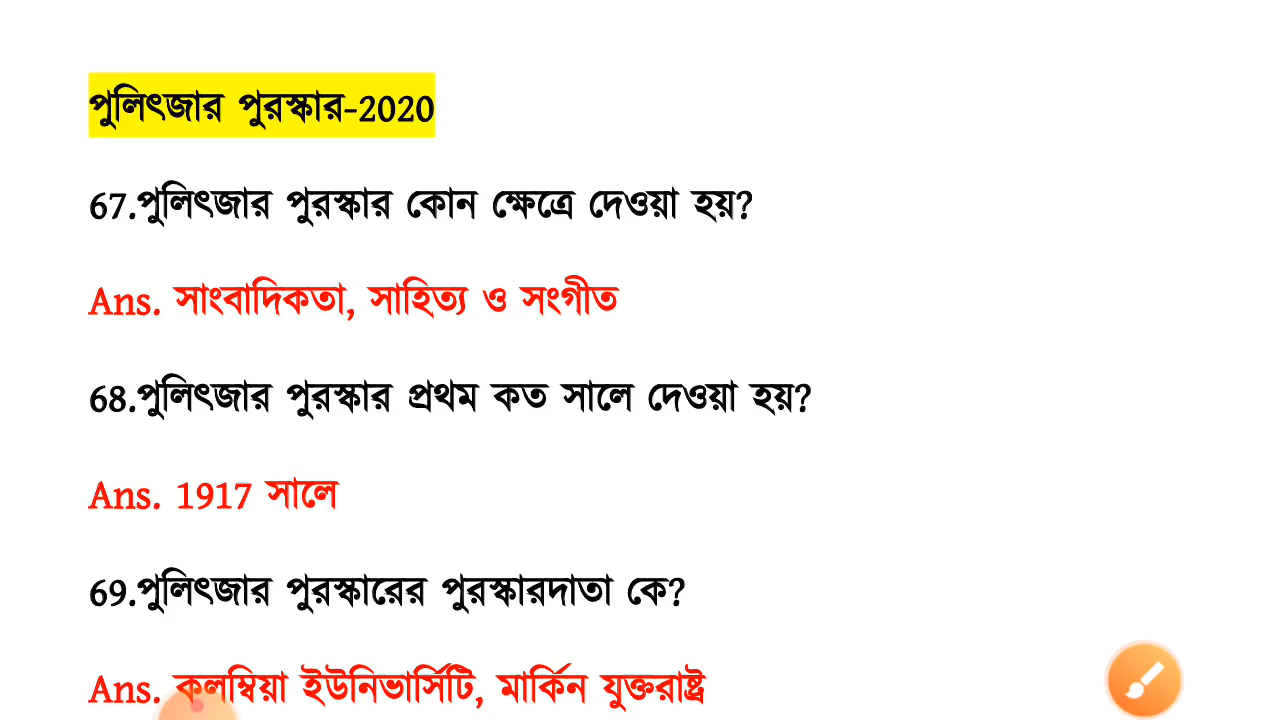 পুলিৎজার পুরস্কার-2020
67.পুলিৎজার পুরস্কার কোন ক্ষেত্রে দেওয়া হয়?
Ans. সাংবাদিকতা, সাহিত্য ও সংগীত
68.পুলিৎজার পুরস্কার প্রথম কত সালে দেওয়া হয়?
Ans. 1917 সালে
69.পুলিৎজার পুরস্কারের পুরস্কারদাতা কে?
Ans. কলম্বিয়া ইউনিভার্সিটি, মার্কিন যুক্তরাষ্ট্র